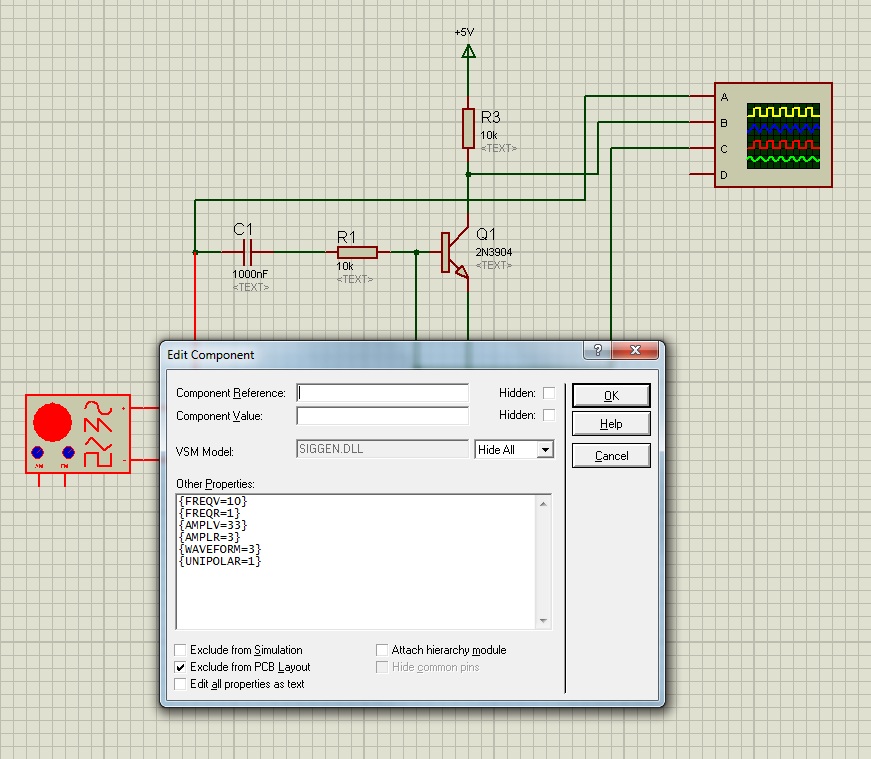 +5V
R3
10k
<TEXT>
A
B
C
D
C1
1000nF
<TEXT>
R1
10k
<TEXT>
Q1
2N3904
<TEXT>
AM FM
+
-
Edit Component
?
Component Reference:
Hidden:
OK
Component Value:
Hidden:
Help
VSM Model:
SIGGEN.DLL
Hide All
Cancel
Other Properties:
{FREQV=10}
{FREQR=1}
{AMPLV=33}
{AMPLR=3}
{WAVEFORM=3}
{UNIPOLAR=1}
Exclude from Simulation
Attach hierarchy module
Exclude from PCB Layout
Hide common pins
Edit all properties as text